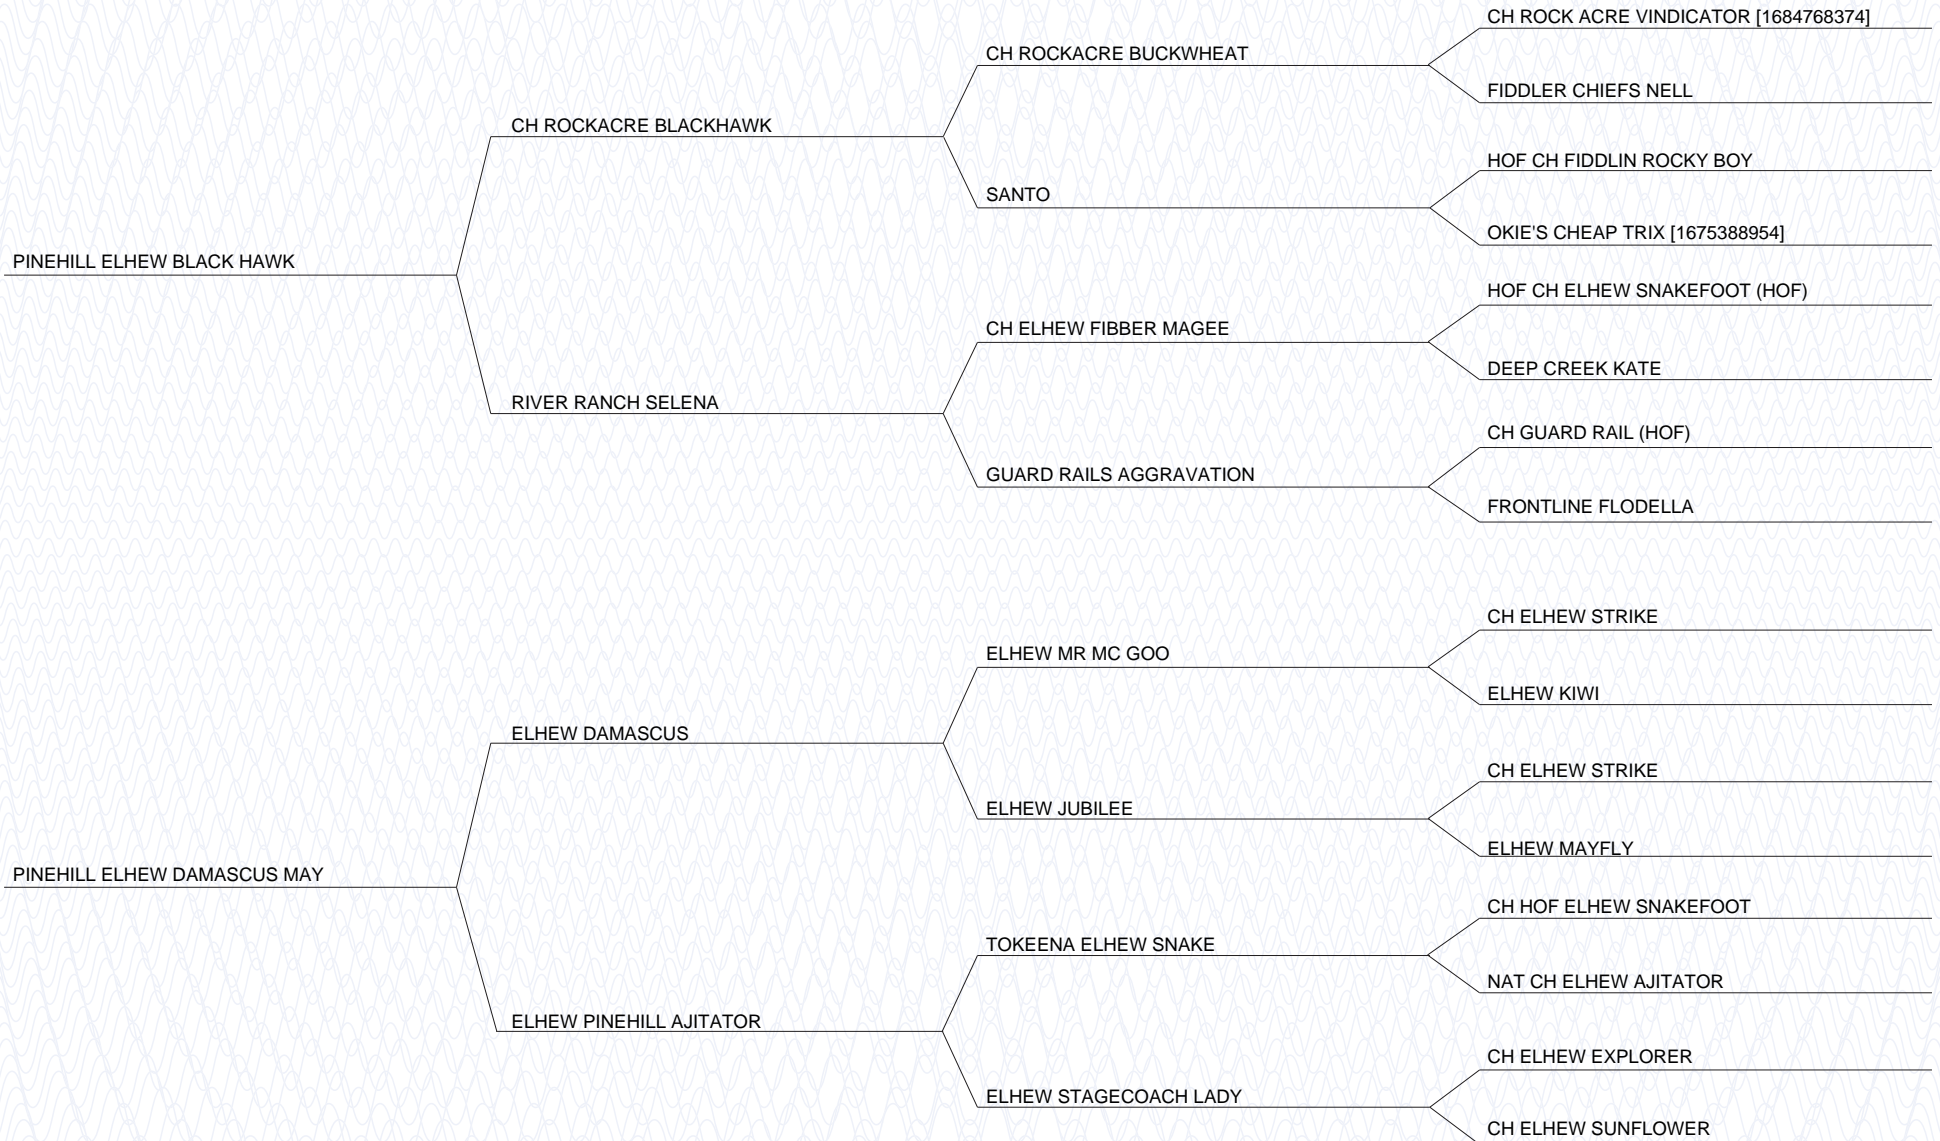 CH ROCK ACRE VINDICATOR [1684768374]
CH ROCKACRE BUCKWHEAT
FIDDLER CHIEFS NELL
CH ROCKACRE BLACKHAWK
HOF CH FIDDLIN ROCKY BOY
SANTO
OKIE'S CHEAP TRIX [1675388954]
PINEHILL ELHEW BLACK HAWK
HOF CH ELHEW SNAKEFOOT (HOF)
CH ELHEW FIBBER MAGEE
DEEP CREEK KATE
RIVER RANCH SELENA
CH GUARD RAIL (HOF)
GUARD RAILS AGGRAVATION
FRONTLINE FLODELLA
CH ELHEW STRIKE
ELHEW MR MC GOO
ELHEW KIWI
ELHEW DAMASCUS
CH ELHEW STRIKE
ELHEW JUBILEE
ELHEW MAYFLY
PINEHILL ELHEW DAMASCUS MAY
CH HOF ELHEW SNAKEFOOT
TOKEENA ELHEW SNAKE
NAT CH ELHEW AJITATOR
ELHEW PINEHILL AJITATOR
CH ELHEW EXPLORER
ELHEW STAGECOACH LADY
CH ELHEW SUNFLOWER